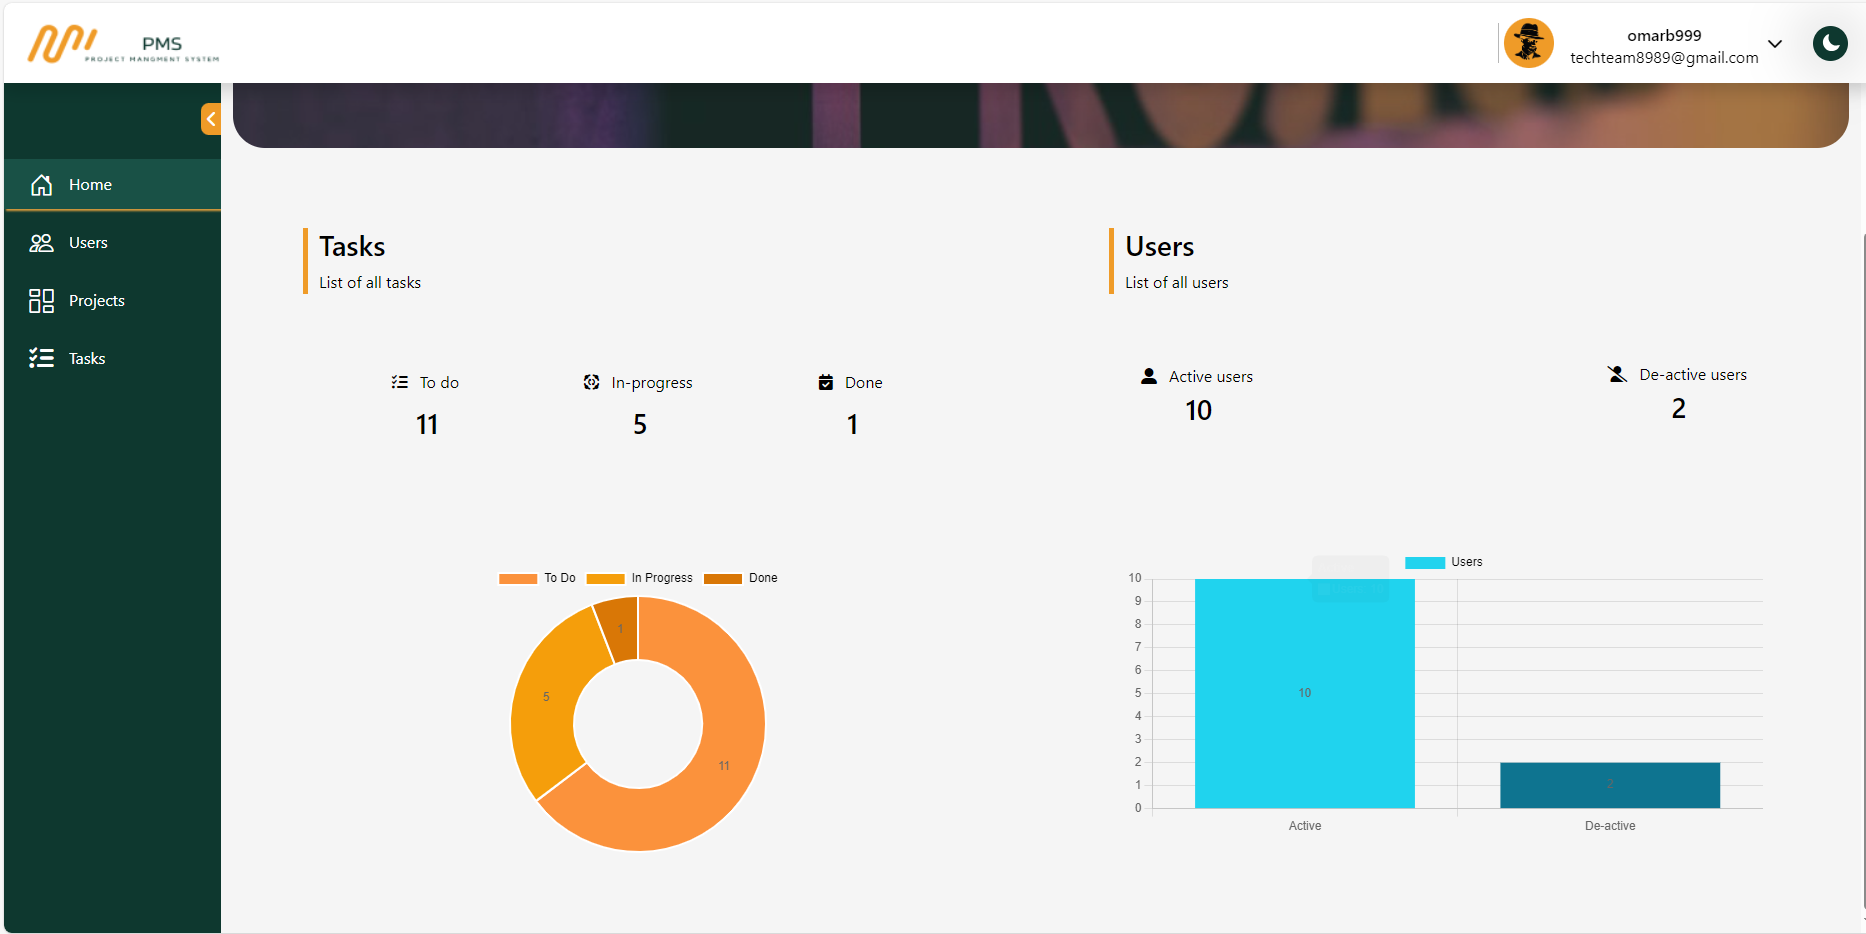 PMS
PROJECT MANGMENT SYSTEM
omarb999
techteam8989@gmail.com
Home
Users
Projects
Tasks
Tasks
List of all tasks
To do
11
In-progress
5
Done
1
To Do In Progress Done
1
5
11
Users
List of all users
Active users
10
De-active users
2
Users
10
9
8
7
6
5
4
3
2
1
0
10
2
Active De-active